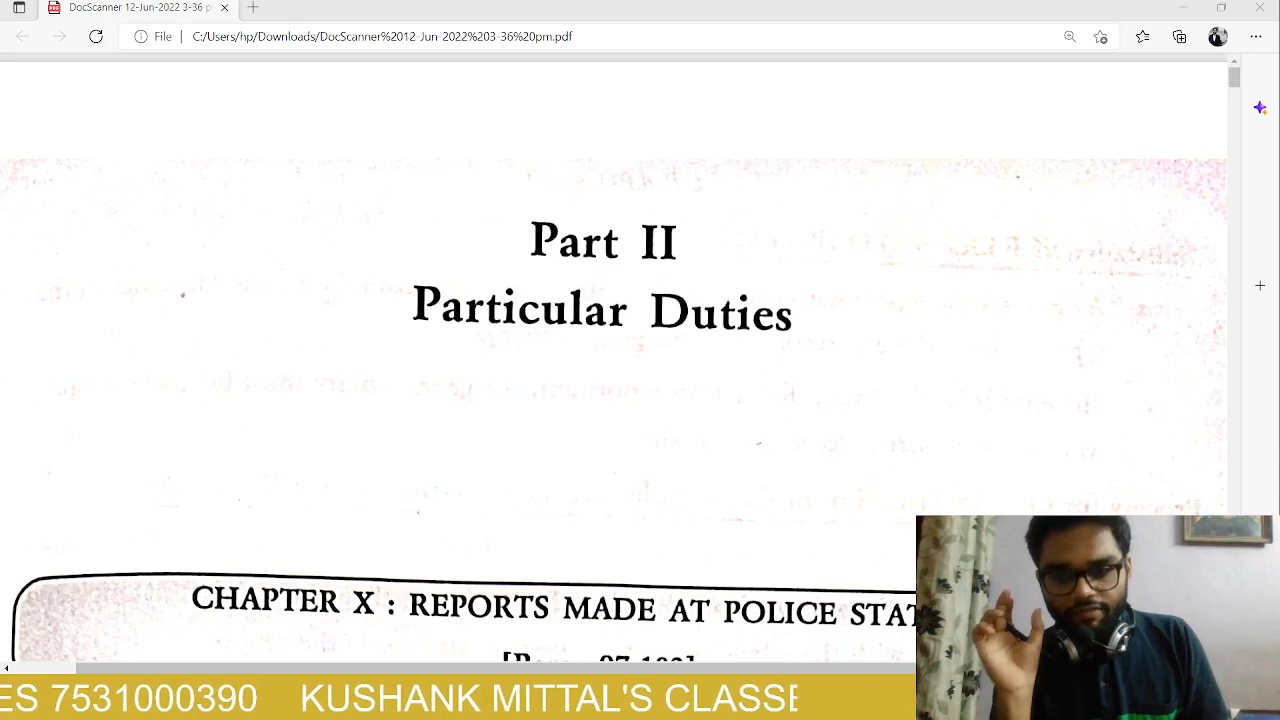 DocScanner 12-Jun-2022 3-36 p
File | C:/Users/hp/Downloads/DocScanner%2012-Jun-2022%203-36%20pm.pdf
Part II
Particular Duties
CHAPTER X : REPORTS MADE AT POLICE STAT
ES 7531000390 KUSHANK MITTAL'S CLASSE